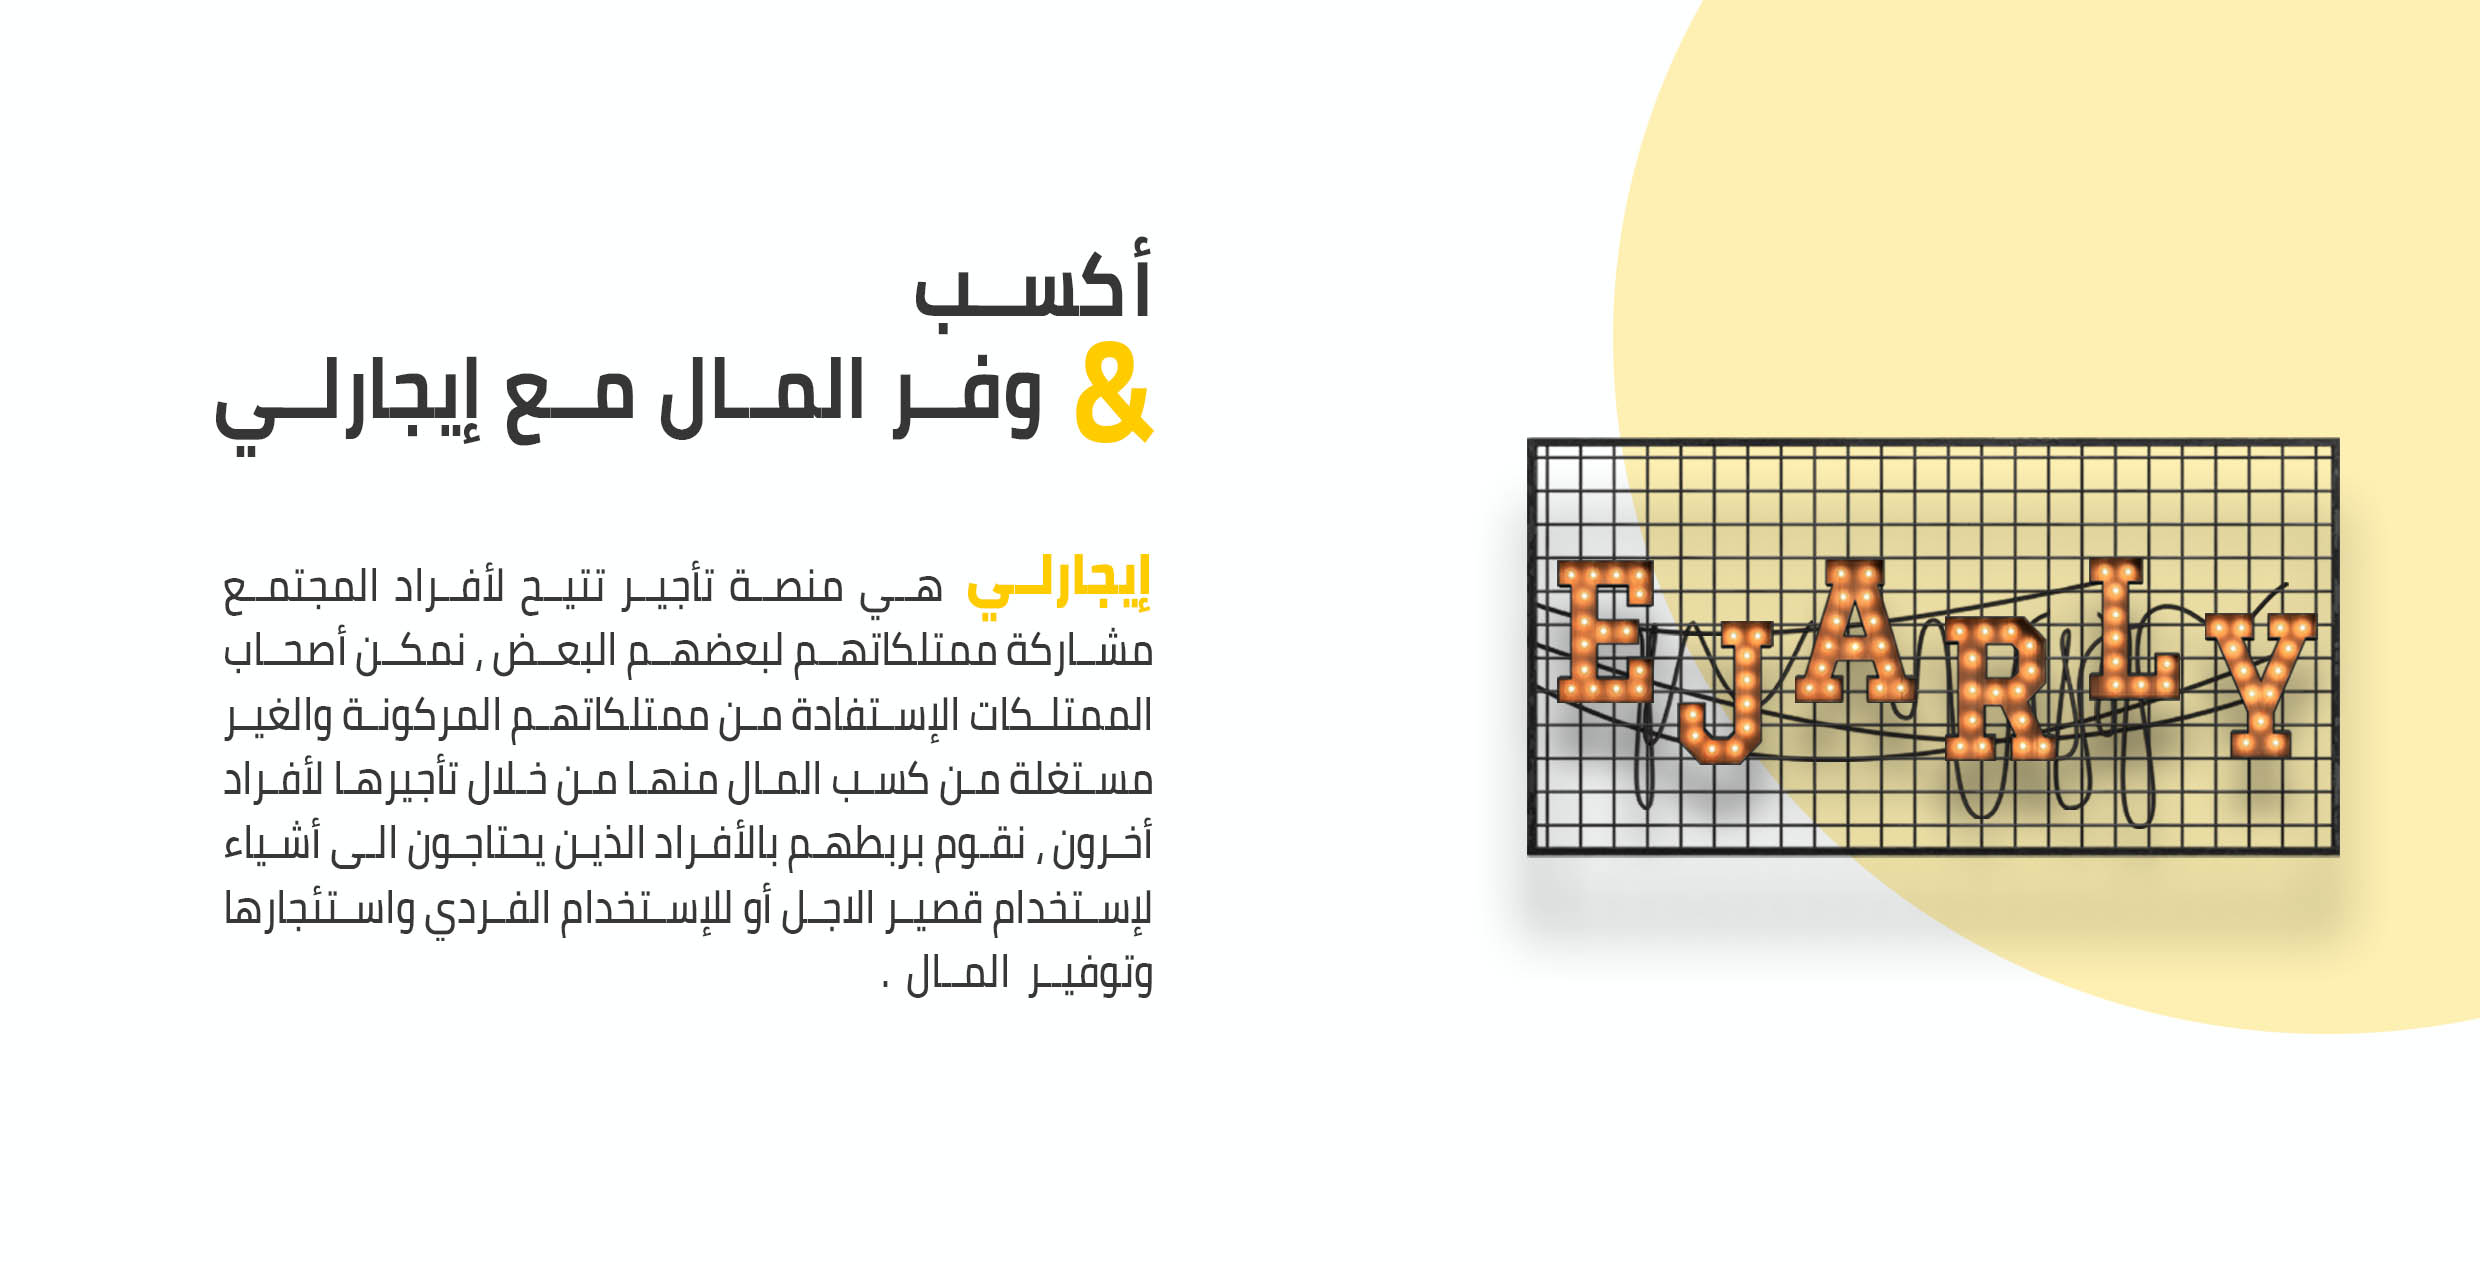 أكسب
& وفر المال مع إيجارلي
إيجارلي هي منصة تأجير تتيح لأفراد المجتمع
مشاركة ممتلكاتهم لبعضهم البعض , نمكن أصحاب
الممتلكات الإستفادة من ممتلكاتهم المركونة والغير
مستغلة من كسب المال منها من خلال تأجيرها لأفراد
أخرون , نقوم بربطهم بالأفراد الذين يحتاجون الى أشياء
لإستخدام قصير الاجل أو للإستخدام الفردي واستئجارها
وتوفير المال .
EJARLY